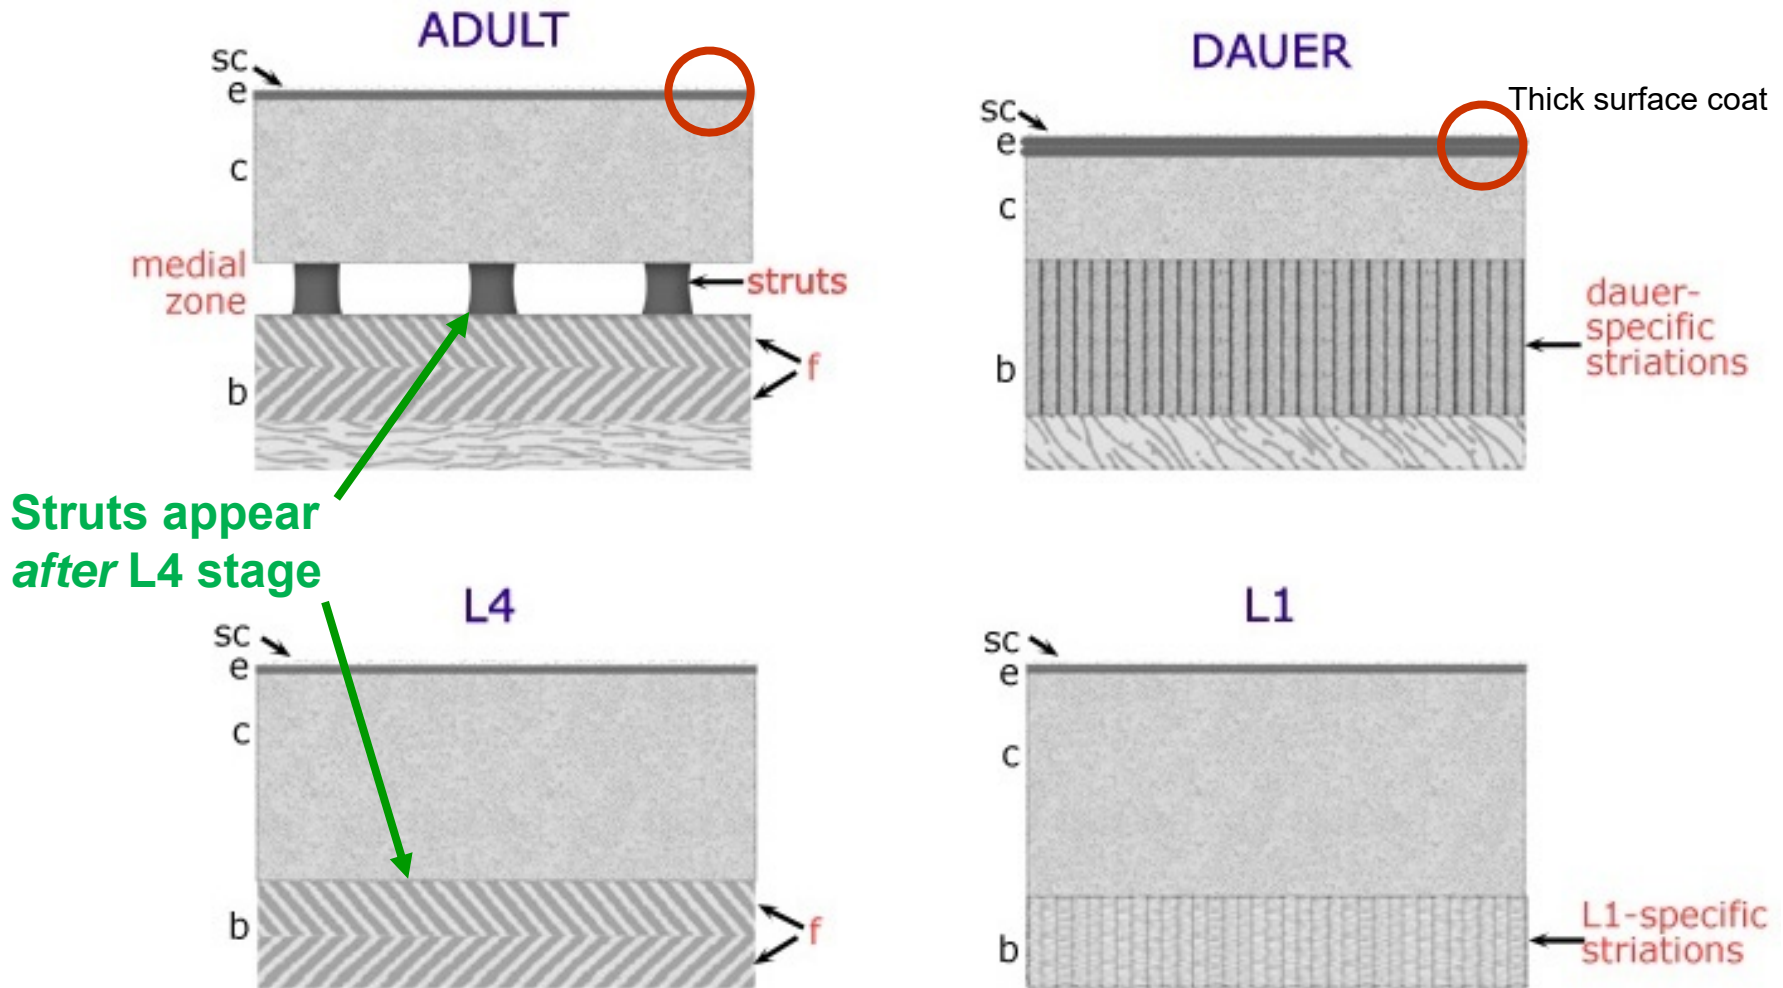 ADULT
sc
e
c
medial
zone
struts
f
b
DAUER
Thick surface coat
sc
e
c
dauer-
specific
striations
b
Struts appear
after L4 stage
L4
sc
e
c
f
b
L1
sc
e
c
L1-specific
striations
b